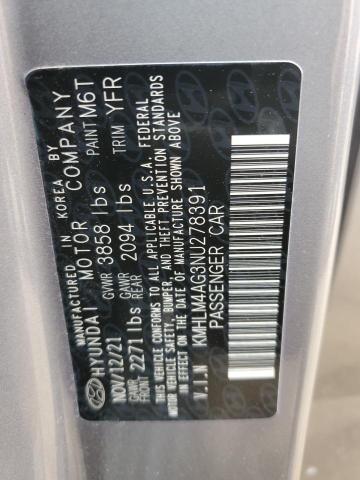 MANUFACTURED IN KOREA BY
HYUNDAI MOTOR COMPANY
NOV/12/21 GVWR 3858 lbs PAINT M6T
GAWR FRONT 2271 lbs GAWR REAR 2094 lbs TRIM YFR
THIS VEHICLE CONFORMS TO ALL APPLICABLE U.S.A. FEDERAL
MOTOR VEHICLE SAFETY, BUMPER, AND THEFT PREVENTION STANDARDS
IN EFFECT ON THE DATE OF MANUFACTURE SHOWN ABOVE
V.I.N KMHLM4AG3NU278391
PASSENGER CAR